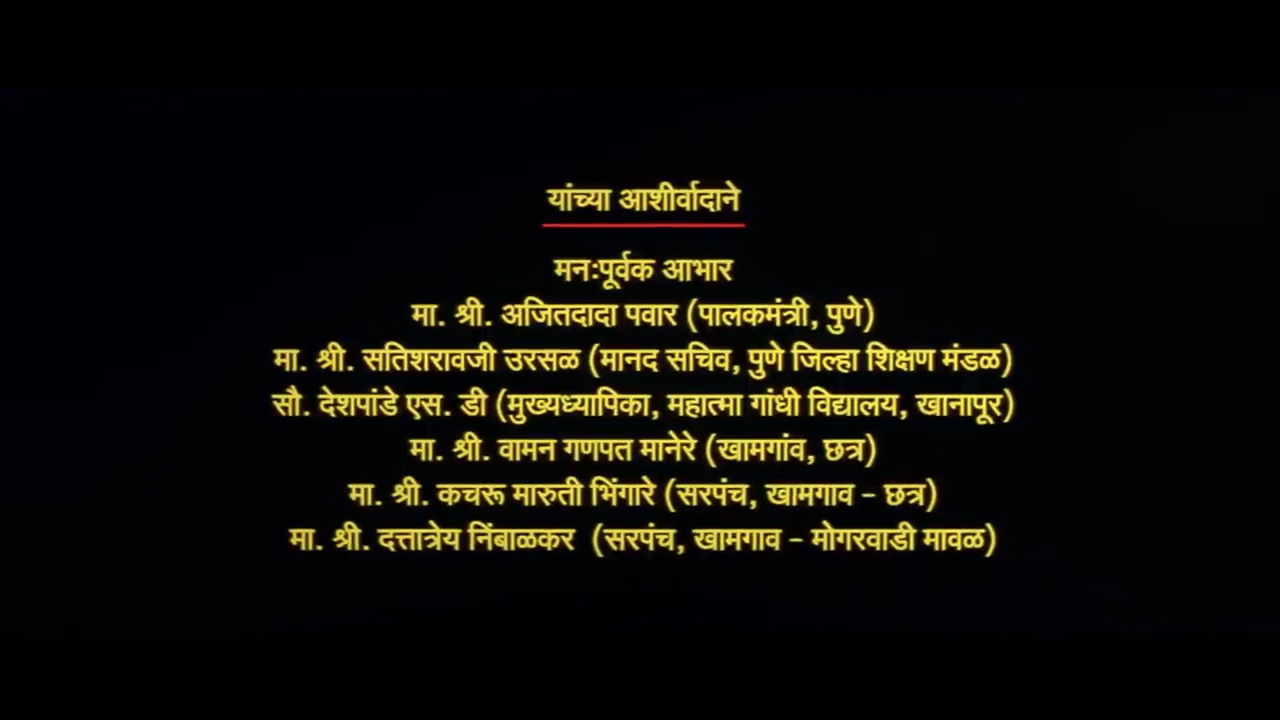 यांच्या आशीर्वादाने
मनःपूर्वक आभार
मा. श्री. अजितदादा पवार (पालकमंत्री, पुणे)
मा. श्री. सतिशरावजी उरसळ (मानद सचिव, पुणे जिल्हा शिक्षण मंडळ)
सौ. देशपांडे एस. डी (मुख्यध्यापिका, महात्मा गांधी विद्यालय, खानापूर)
मा. श्री. वामन गणपत मानेरे (खामगांव, छत्र)
मा. श्री. कचरू मारुती भिंगारे (सरपंच, खामगाव - छत्र)
मा. श्री. दत्तात्रेय निंबाळकर (सरपंच, खामगाव - मोगरवाडी मावळ)